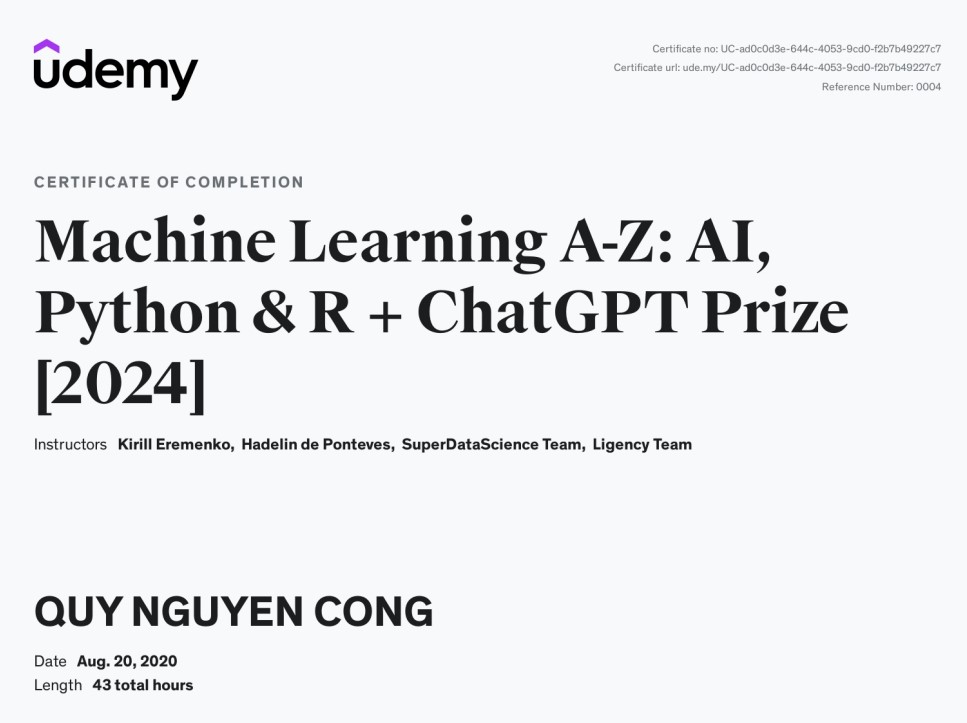 udemy
Certificate no: UC-ad0c0d3e-644c-4053-9cd0-f2b7b49227c7
Certificate url: ude.my/UC-ad0c0d3e-644c-4053-9cd0-f2b7b49227c7
Reference Number: 0004
CERTIFICATE OF COMPLETION
Machine Learning A-Z: AI,
Python & R + ChatGPT Prize
[2024]
Instructors Kirill Eremenko, Hadelin de Ponteves, SuperDataScience Team, Ligency Team
QUY NGUYEN CONG
Date Aug. 20, 2020
Length 43 total hours